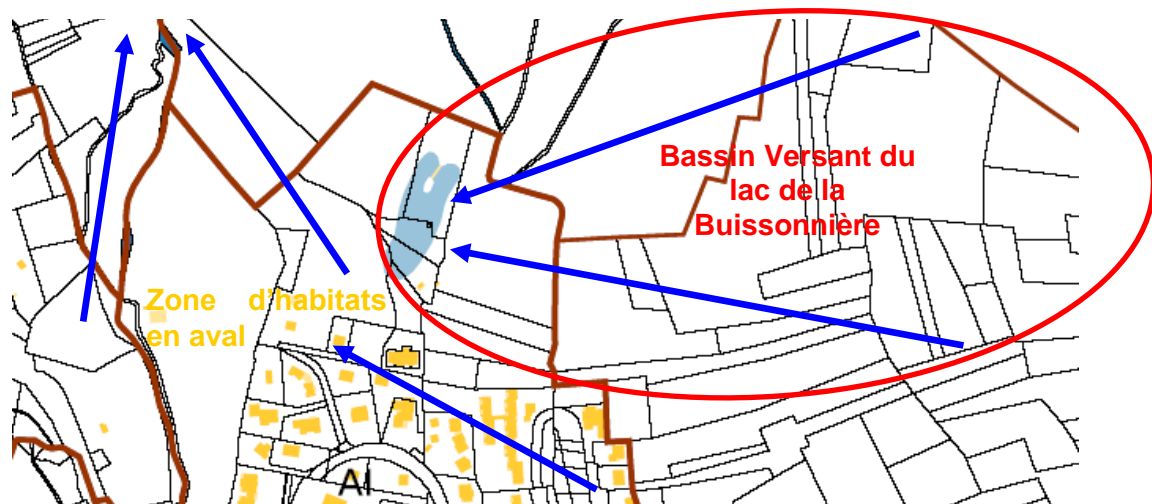 Bassin Versant du
lac de la
Buissonnière
Zone d'habitats
en aval
AI